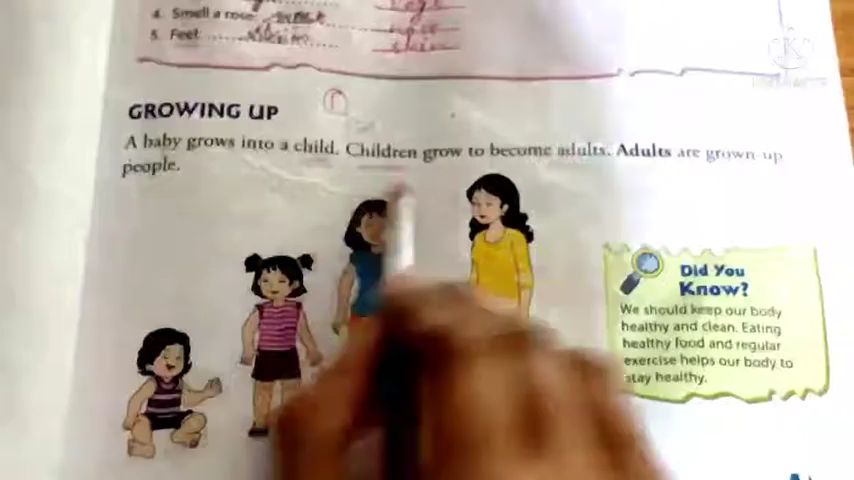 4. Smell a rose
5. Feet
skin
GROWING UP
A baby grows into a child. Children grow to become adults. Adults are grown-up
people.
Did You
Know?
We should keep our body
healthy and clean. Eating
healthy food and regular
exercise helps our body to
stay healthy.